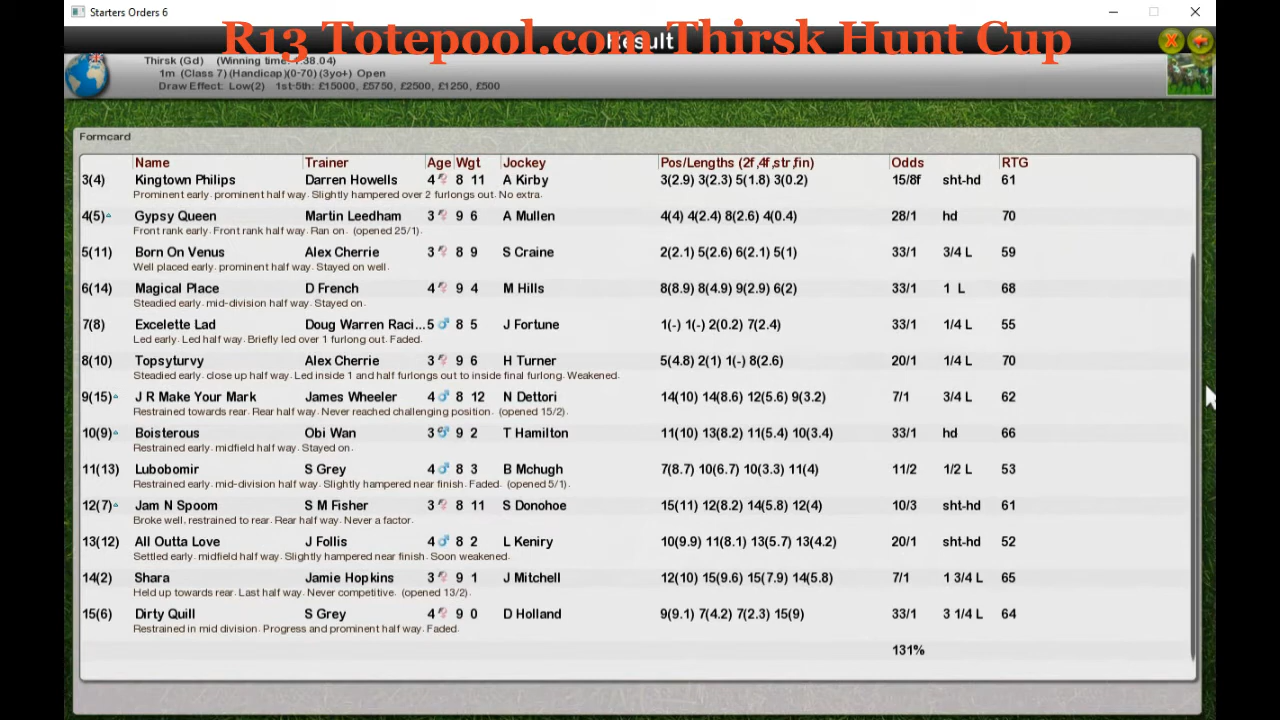 Starters Orders 6
R13 Totepool.com Thirsk Hunt Cup
Result
Thirsk (Gd) (Winning time: 1:38.04)
1m (Class 7) (Handicap)(0-70) (3yo+) Open
Draw Effect: Low(2) 1st-5th: £15000, £5750, £2500, £1250, £500
Formcard
Name Trainer Age Wgt Jockey Pos/Lengths (2f,4f,str,fin) Odds RTG
3(4) Kingtown Philips Darren Howells 4 8 11 A Kirby 3(2.9) 3(2.3) 5(1.8) 3(0.2) 15/8f sht-hd 61
Prominent early. prominent half way. Slightly hampered over 2 furlongs out. No extra.
4(5) Gypsy Queen Martin Leedham 3 9 6 A Mullen 4(4) 4(2.4) 8(2.6) 4(0.4) 28/1 hd 70
Front rank early. Front rank half way. Ran on. (opened 25/1).
5(11) Born On Venus Alex Cherrie 3 8 9 S Craine 2(2.1) 5(2.6) 6(2.1) 5(1) 33/1 3/4 L 59
Well placed early. prominent half way. Stayed on well.
6(14) Magical Place D French 4 9 4 M Hills 8(8.9) 8(4.9) 9(2.9) 6(2) 33/1 1 L 68
Steadied early. mid-division half way. Stayed on.
7(8) Excelette Lad Doug Warren Raci... 5 8 5 J Fortune 1(-) 1(-) 2(0.2) 7(2.4) 33/1 1/4 L 55
Led early. Led half way. Briefly led over 1 furlong out. Faded.
8(10) Topsyturvy Alex Cherrie 3 9 6 H Turner 5(4.8) 2(1) 1(-) 8(2.6) 20/1 1/4 L 70
Steadied early. close up half way. Led inside 1 and half furlongs out to inside final furlong. Weakened.
9(15) J R Make Your Mark James Wheeler 4 8 12 N Dettori 14(10) 14(8.6) 12(5.6) 9(3.2) 7/1 3/4 L 62
Restrained towards rear. Rear half way. Never reached challenging position. (opened 15/2).
10(9) Boisterous Obi Wan 3 9 2 T Hamilton 11(10) 13(8.2) 11(5.4) 10(3.4) 33/1 hd 66
Restrained early. midfield half way. Stayed on.
11(13) Lubobomir S Grey 4 8 3 B Mchugh 7(8.7) 10(6.7) 10(3.3) 11(4) 11/2 1/2 L 53
Restrained early. mid-division half way. Slightly hampered near finish. Faded. (opened 5/1).
12(7) Jam N Spoom S M Fisher 3 8 11 S Donohoe 15(11) 12(8.2) 14(5.8) 12(4) 10/3 sht-hd 61
Broke well, restrained to rear. Rear half way. Never a factor.
13(12) All Outta Love J Follis 4 8 2 L Keniry 10(9.9) 11(8.1) 13(5.7) 13(4.2) 20/1 sht-hd 52
Settled early. midfield half way. Slightly hampered near finish. Soon weakened.
14(2) Shara Jamie Hopkins 3 9 1 J Mitchell 12(10) 15(9.6) 15(7.9) 14(5.8) 7/1 1 3/4 L 65
Held up towards rear. Last half way. Never competitive. (opened 13/2).
15(6) Dirty Quill S Grey 4 9 0 D Holland 9(9.1) 7(4.2) 7(2.3) 15(9) 33/1 3 1/4 L 64
Restrained in mid division. Progress and prominent half way. Faded.
131%